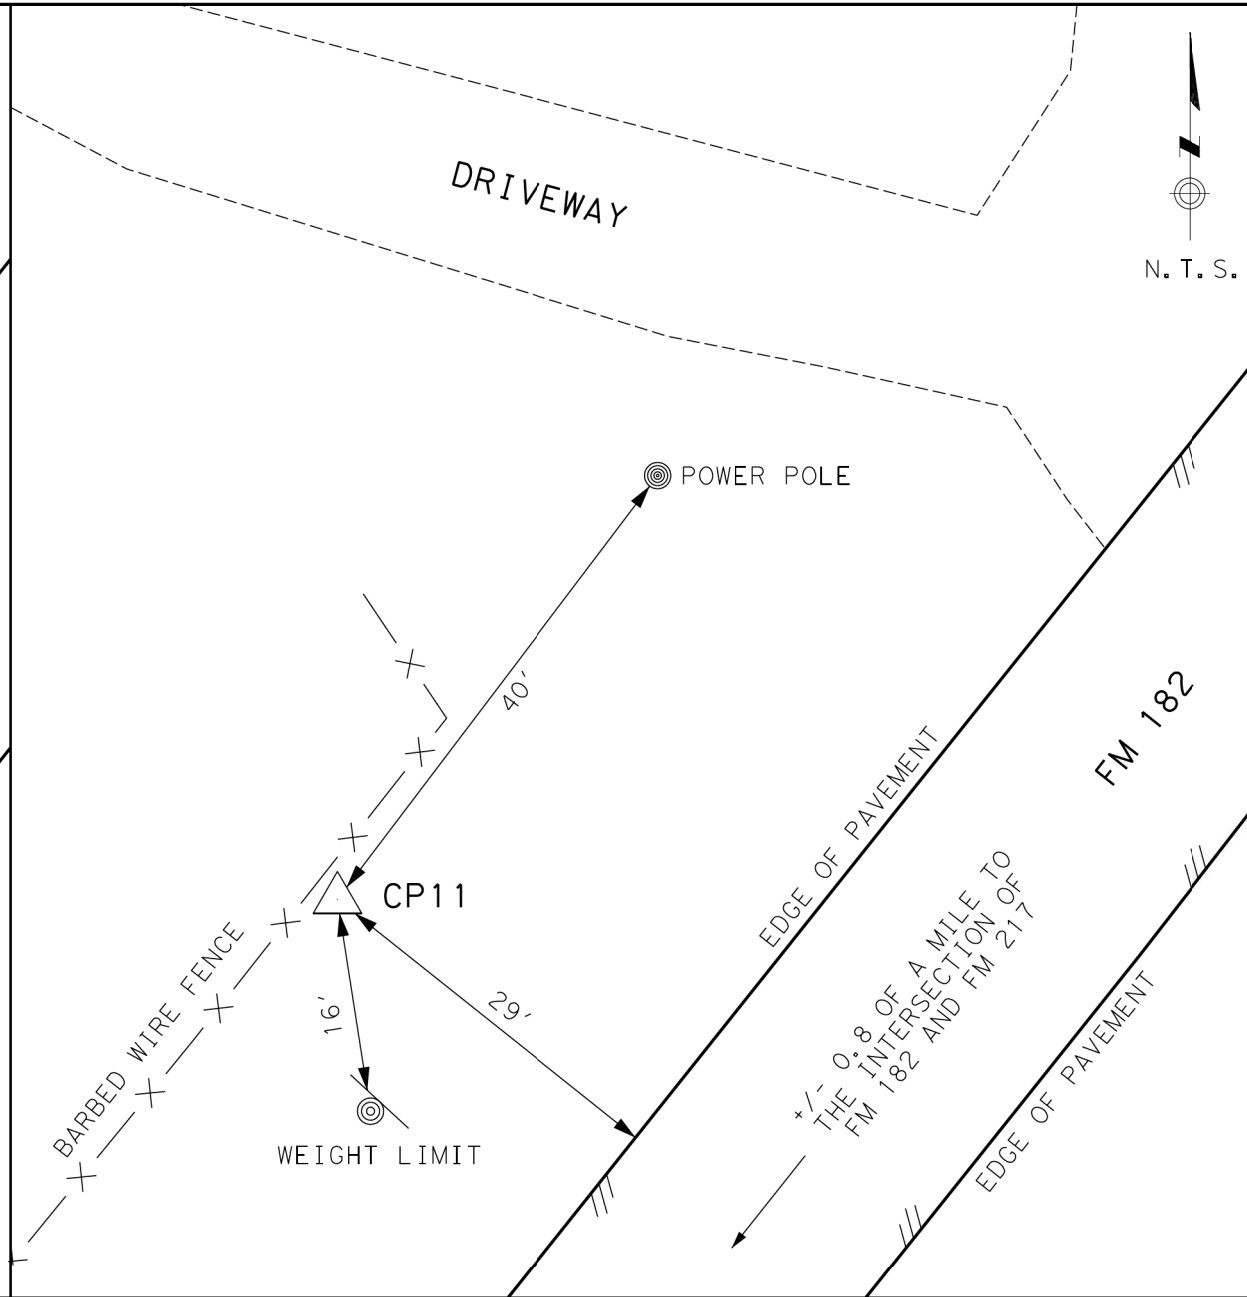 DRIVEWAY
N.T.S.
POWER POLE
40'
FM 182
EDGE OF PAVEMENT
CP11
BARBED WIRE FENCE
16'
29'
+/- 0.8 OF A MILE TO
THE INTERSECTION OF
FM 182 AND FM 217
EDGE OF PAVEMENT
WEIGHT LIMIT